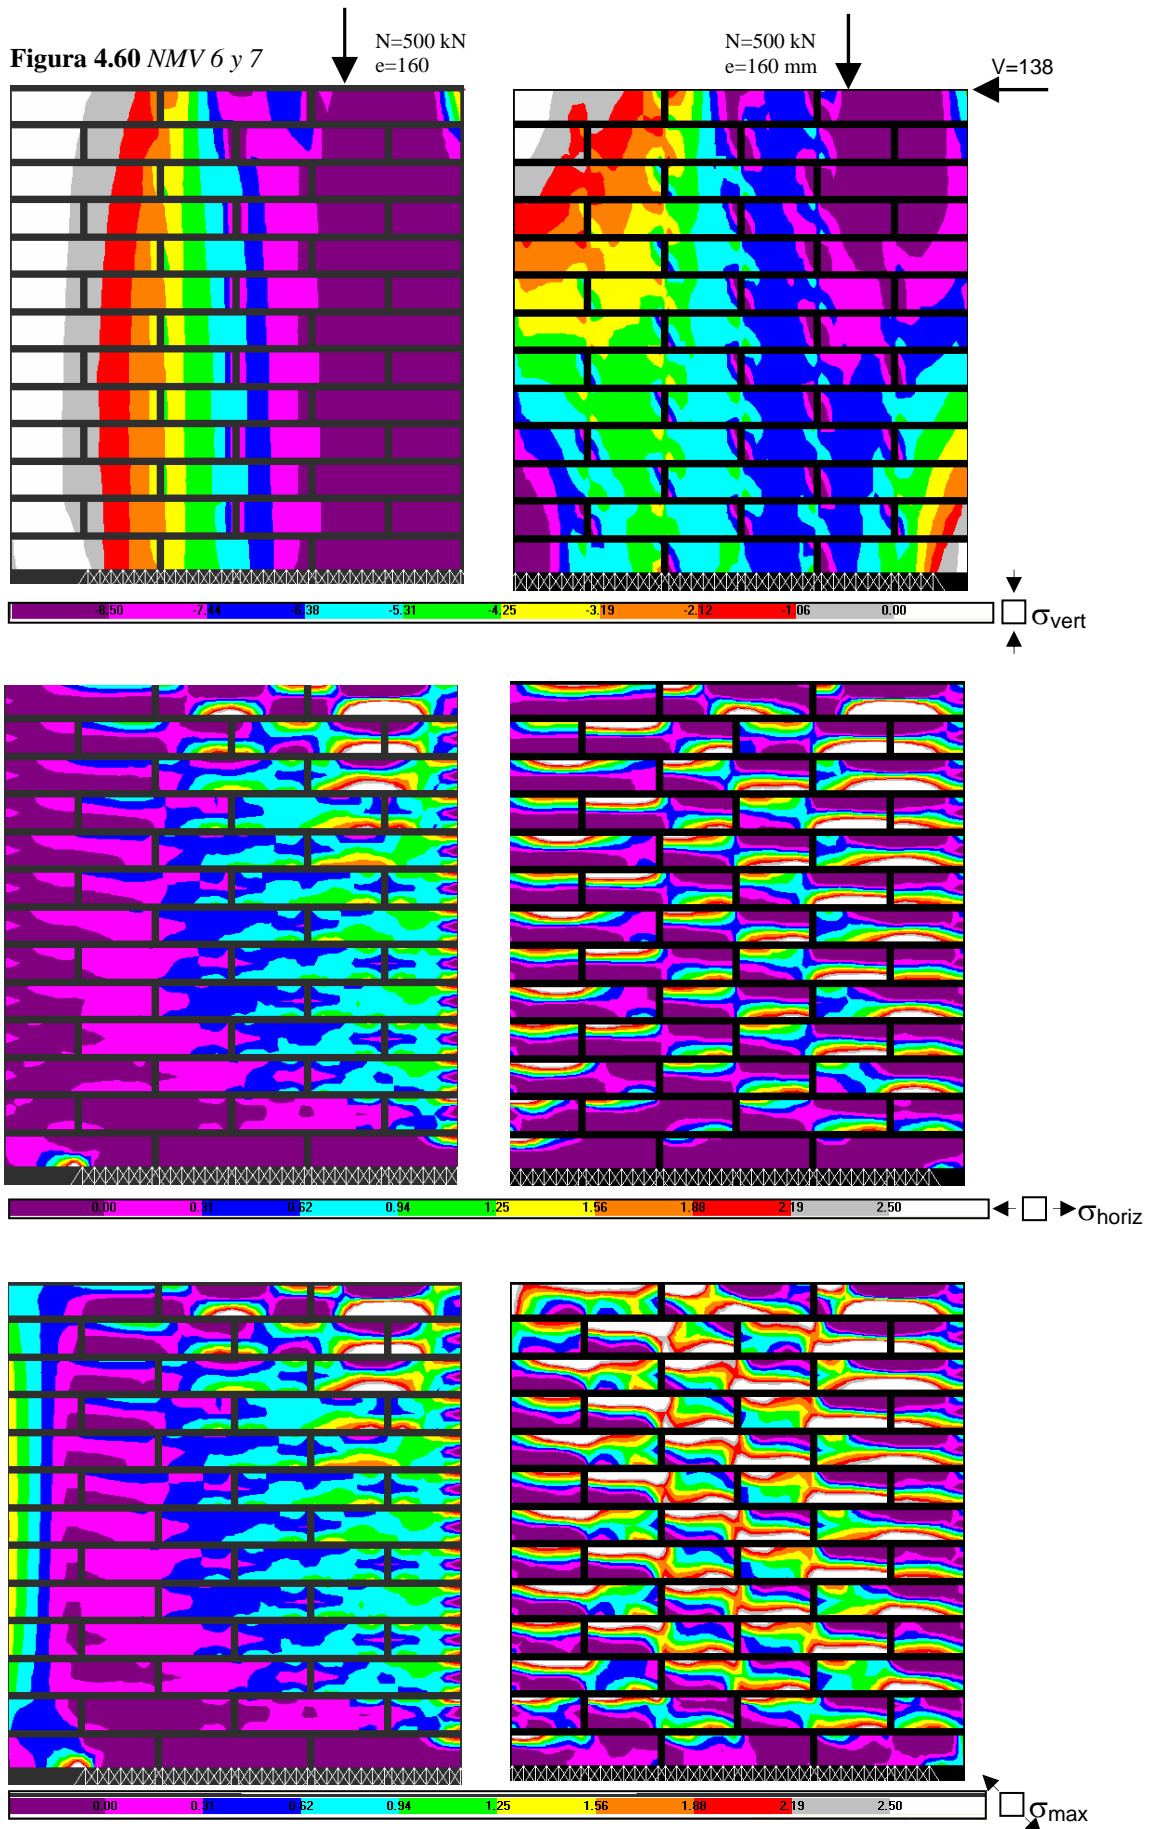 Figura 4.60 NMV 6 y 7
N=500 kN
e=160
N=500 kN
e=160 mm
V=138
-8.50 -7.44 -6.38 -5.31 -4.25 -3.19 -2.12 -1.06 0.00
σvert
0.00 0.31 0.62 0.94 1.25 1.56 1.88 2.19 2.50
σhoriz
0.00 0.31 0.62 0.94 1.25 1.56 1.88 2.19 2.50
σmax